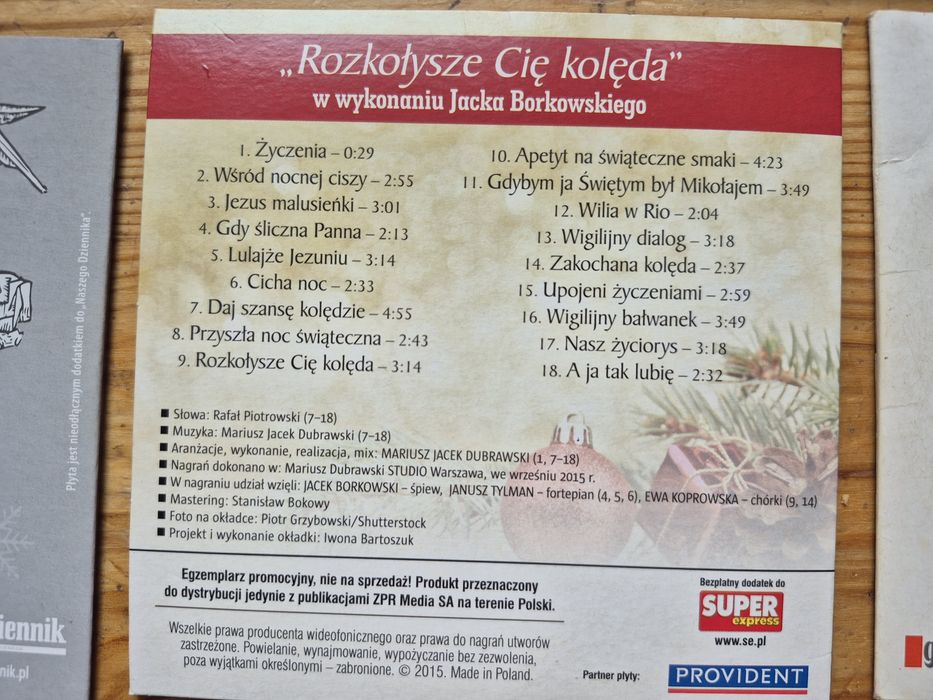 „Rozkołysze Cię kolęda”
w wykonaniu Jacka Borkowskiego
1. Życzenia – 0:29
2. Wśród nocnej ciszy – 2:55
3. Jezus malusieńki – 3:01
4. Gdy śliczna Panna – 2:13
5. Lulajże Jezuniu – 3:14
6. Cicha noc – 2:33
7. Daj szansę kolędzie – 4:55
8. Przyszła noc świąteczna – 2:43
9. Rozkołysze Cię kolęda – 3:14
10. Apetyt na świąteczne smaki – 4:23
11. Gdybym ja Świętym był Mikołajem – 3:49
12. Wilia w Rio – 2:04
13. Wigilijny dialog – 3:18
14. Zakochana kolęda – 2:37
15. Upojeni życzeniami – 2:59
16. Wigilijny bałwanek – 3:49
17. Nasz życiorys – 3:18
18. A ja tak lubię – 2:32
■ Słowa: Rafał Piotrowski (7–18)
■ Muzyka: Mariusz Jacek Dubrawski (7–18)
■ Aranżacje, wykonanie, realizacja, mix: MARIUSZ JACEK DUBRAWSKI (1, 7–18)
■ Nagrań dokonano w: Mariusz Dubrawski STUDIO Warszawa, we wrześniu 2015 r.
■ W nagraniu udział wzięli: JACEK BORKOWSKI – śpiew, JANUSZ TYLMAN – fortepian (4, 5, 6), EWA KOPROWSKA – chórki (9, 14)
■ Mastering: Stanisław Bokowy
■ Foto na okładce: Piotr Grzybowski/Shutterstock
■ Projekt i wykonanie okładki: Iwona Bartoszuk
Egzemplarz promocyjny, nie na sprzedaż! Produkt przeznaczony
do dystrybucji jedynie z publikacjami ZPR Media SA na terenie Polski.
Wszelkie prawa producenta wideofonicznego oraz prawa do nagrań utworów
zastrzeżone. Powielanie, wynajmowanie, wypożyczanie bez zezwolenia,
poza wyjątkami określonymi – zabronione. © 2015. Made in Poland.
Bezpłatny dodatek do
SUPER
express
www.se.pl
Partner płyty:
PROVIDENT
Płyta jest nieodłącznym dodatkiem do „Naszego Dziennika”.
iennik
nik.pl
g